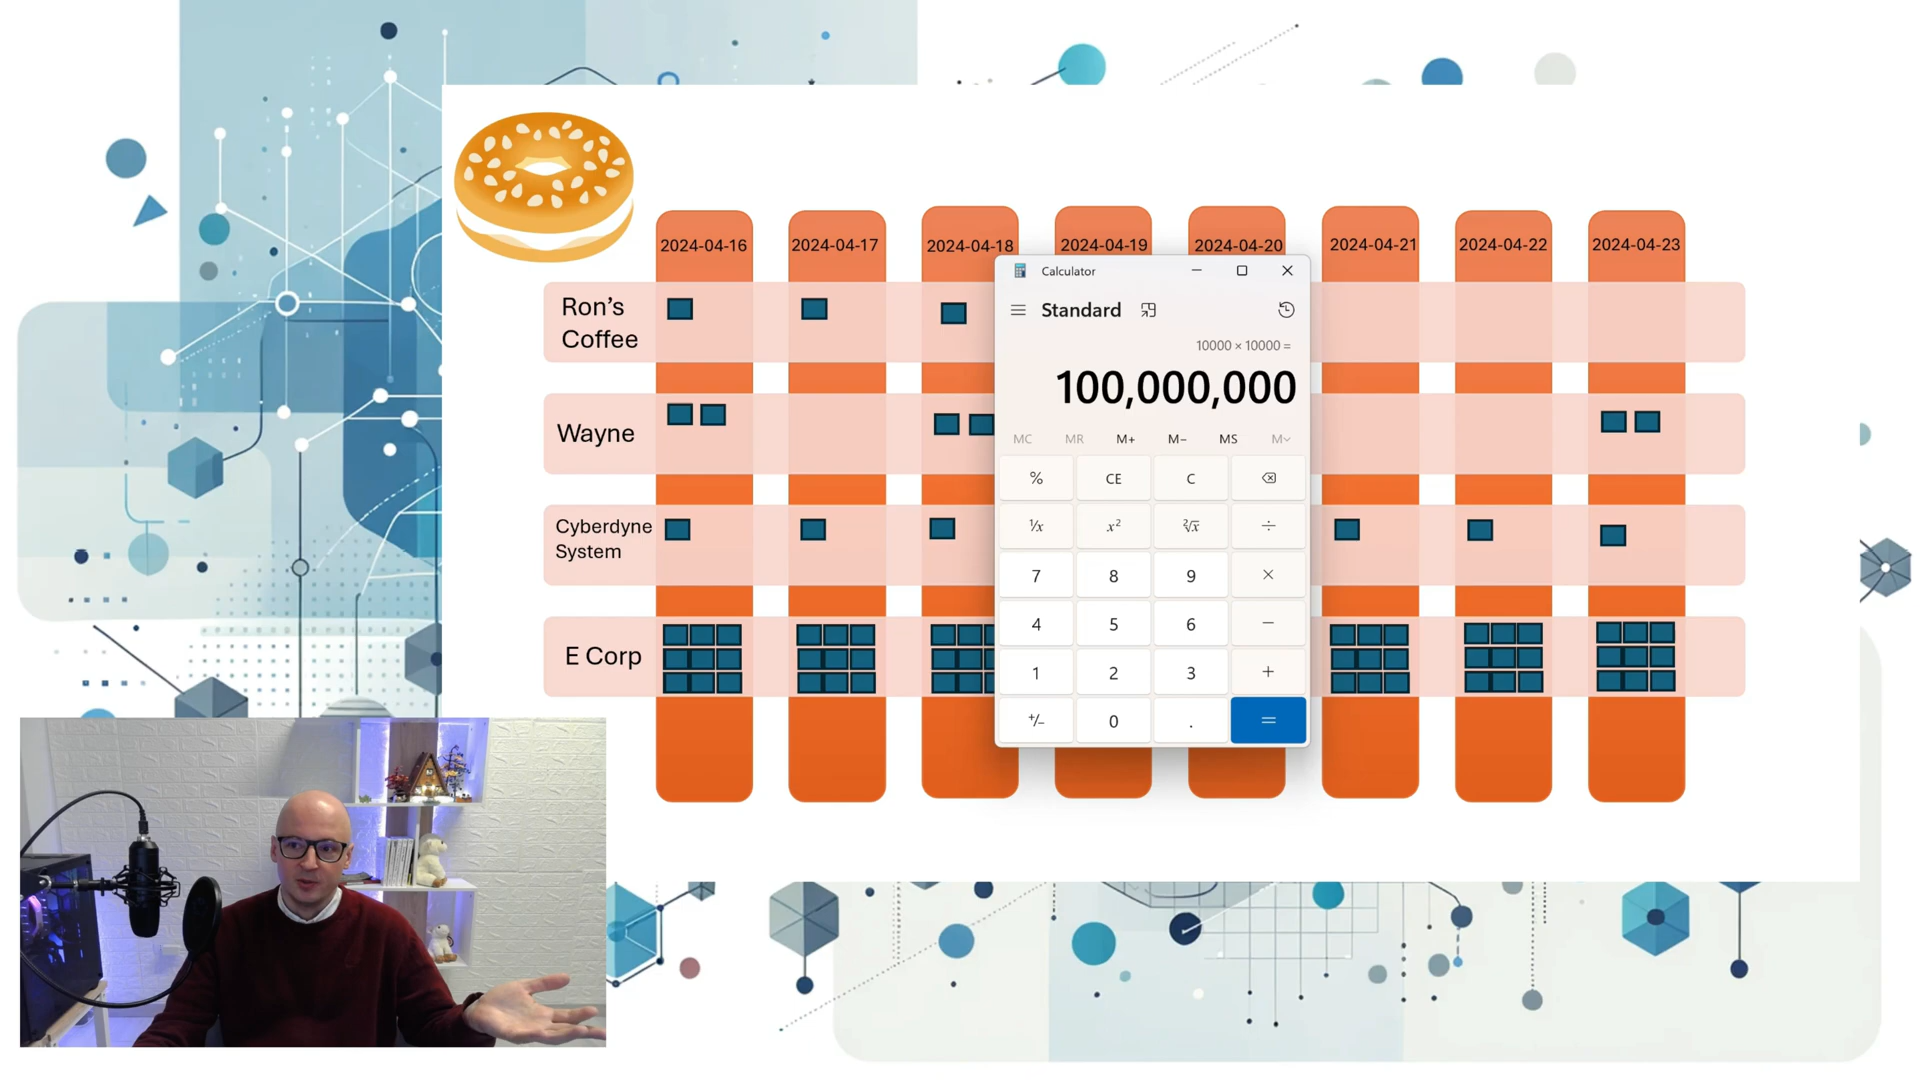 2024-04-16 2024-04-17 2024-04-18 2024-04-19 2024-04-20 2024-04-21 2024-04-22 2024-04-23
Ron's
Coffee
Wayne
Cyberdyne
System
E Corp
Calculator
Standard
10000 × 10000 =
100,000,000
MC MR M+ M− MS M˅
% CE C
¹/x x² ²√x ÷
7 8 9 ×
4 5 6 −
1 2 3 +
+/− 0 . =